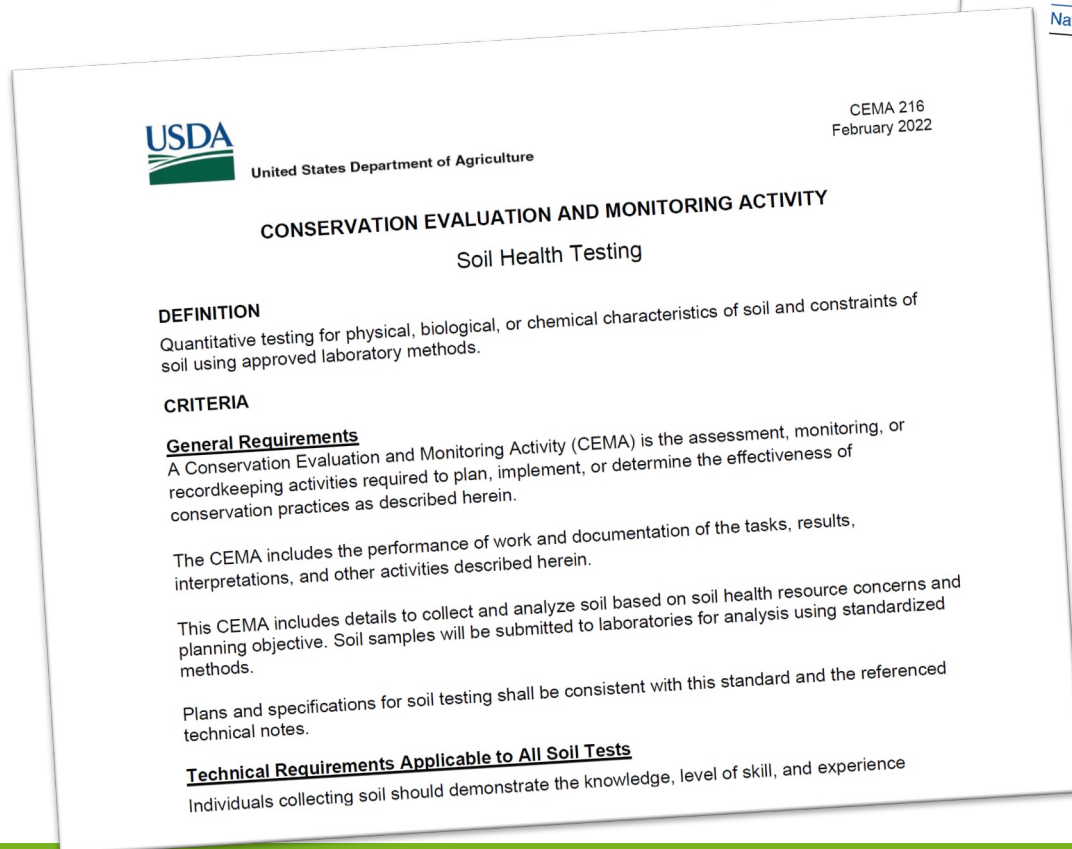 Na
CEMA 216
February 2022
USDA
United States Department of Agriculture
CONSERVATION EVALUATION AND MONITORING ACTIVITY
Soil Health Testing
DEFINITION
Quantitative testing for physical, biological, or chemical characteristics of soil and constraints of
soil using approved laboratory methods.
CRITERIA
General Requirements
A Conservation Evaluation and Monitoring Activity (CEMA) is the assessment, monitoring, or
recordkeeping activities required to plan, implement, or determine the effectiveness of
conservation practices as described herein.
The CEMA includes the performance of work and documentation of the tasks, results,
interpretations, and other activities described herein.
This CEMA includes details to collect and analyze soil based on soil health resource concerns and
planning objective. Soil samples will be submitted to laboratories for analysis using standardized
methods.
Plans and specifications for soil testing shall be consistent with this standard and the referenced
technical notes.
Technical Requirements Applicable to All Soil Tests
Individuals collecting soil should demonstrate the knowledge, level of skill, and experience